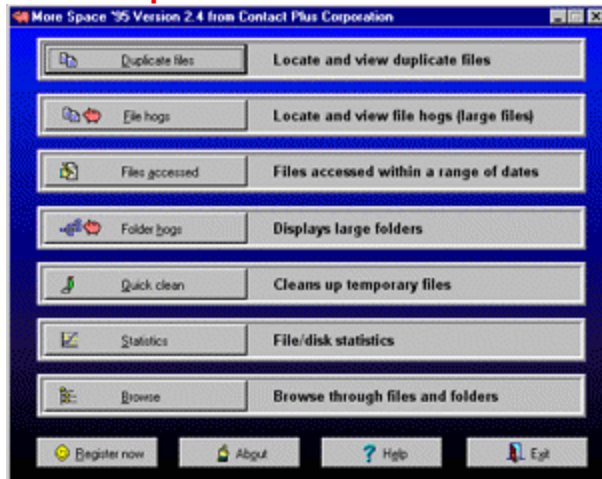 More Space '95 Version 2.4 from Contact Plus Corporation
Duplicate files Locate and view duplicate files
File hogs Locate and view file hogs (large files)
Files accessed Files accessed within a range of dates
Folder hogs Displays large folders
Quick clean Cleans up temporary files
Statistics File/disk statistics
Browse Browse through files and folders
Register now About Help Exit